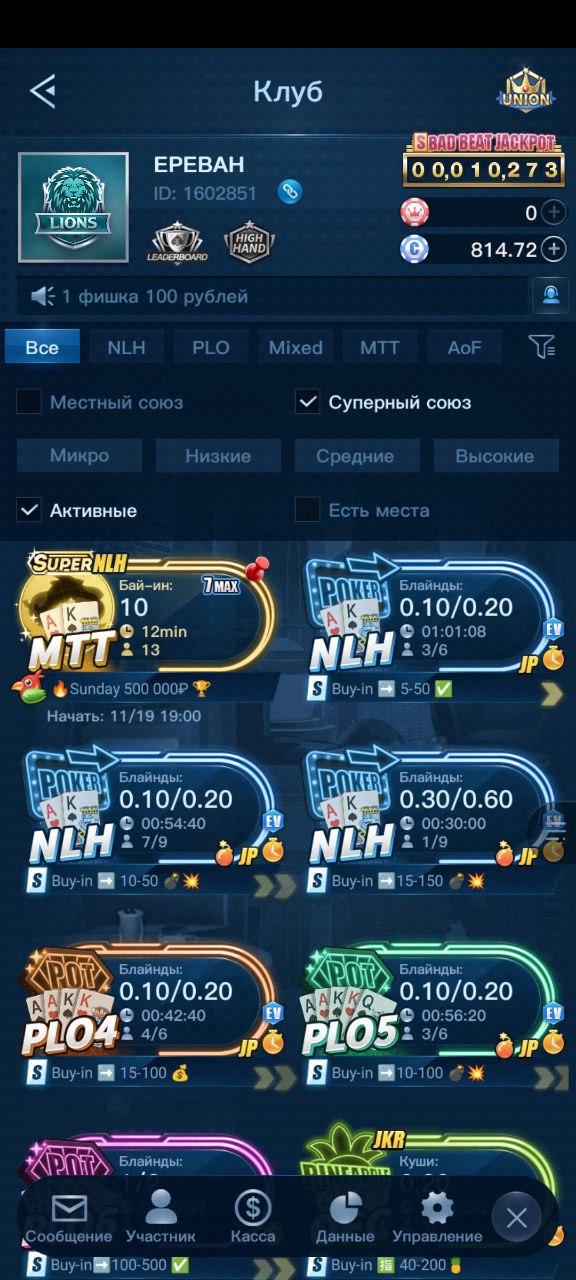 Клуб
UNION
S BAD BEAT JACKPOT
0 0,0 1 0,2 7 3
ЕРЕВАН
ID: 1602851
LIONS
LEADERBOARD
HIGH HAND
0
814.72
1 фишка 100 рублей
Все NLH PLO Mixed MTT AoF
Местный союз Суперный союз
Микро Низкие Средние Высокие
Активные Есть места
SUPER NLH
Бай-ин:
7 MAX
10
12min
13
MTT
🔥Sunday 500 000₽ 🏆
Начать: 11/19 19:00
POKER
Блайнды:
0.10/0.20
01:01:08
3/6
EV
NLH
JP
S Buy-in ➡️ 5-50 ✅
POKER
Блайнды:
0.10/0.20
00:54:40
7/9
EV
NLH
JP
S Buy-in ➡️ 10-50 💣💥
POKER
Блайнды:
0.30/0.60
00:30:00
1/9
EV
NLH
JP
S Buy-in ➡️15-150 💣💥
POT
Блайнды:
0.10/0.20
00:42:40
4/6
EV
PLO4
JP
S Buy-in ➡️ 15-100 💰
POT
Блайнды:
0.10/0.20
00:56:20
3/6
EV
PLO5
JP
S Buy-in ➡️10-100 💣💥
POT
Блайнды:
JKR
PINEAPPLE
Куши:
Сообщение Участник Касса Данные Управление
S Buy-in➡️100-500 ✅
S Buy-in 🈯 40-200🍍